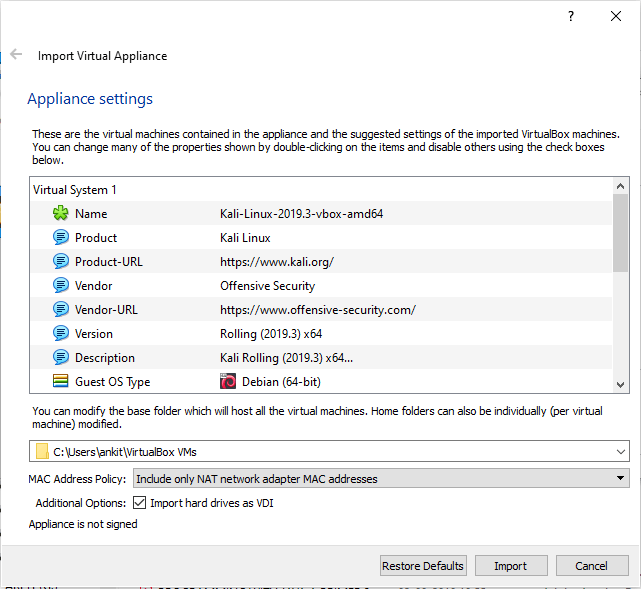 ?
Import Virtual Appliance
Appliance settings
These are the virtual machines contained in the appliance and the suggested settings of the imported VirtualBox machines.
You can change many of the properties shown by double-clicking on the items and disable others using the check boxes
below.
Virtual System 1
Name Kali-Linux-2019.3-vbox-amd64
Product Kali Linux
Product-URL https://www.kali.org/
Vendor Offensive Security
Vendor-URL https://www.offensive-security.com/
Version Rolling (2019.3) x64
Description Kali Rolling (2019.3) x64...
Guest OS Type Debian (64-bit)
You can modify the base folder which will host all the virtual machines. Home folders can also be individually (per virtual
machine) modified.
C:\Users\ankit\VirtualBox VMs
MAC Address Policy: Include only NAT network adapter MAC addresses
Additional Options: Import hard drives as VDI
Appliance is not signed
Restore Defaults Import Cancel